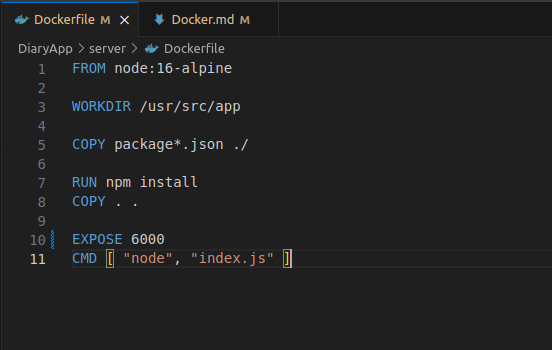 Dockerfile M ×
Docker.md M
DiaryApp > server > Dockerfile
1 FROM node:16-alpine
2
3 WORKDIR /usr/src/app
4
5 COPY package*.json ./
6
7 RUN npm install
8 COPY . .
9
10 EXPOSE 6000
11 CMD [ "node", "index.js" ]